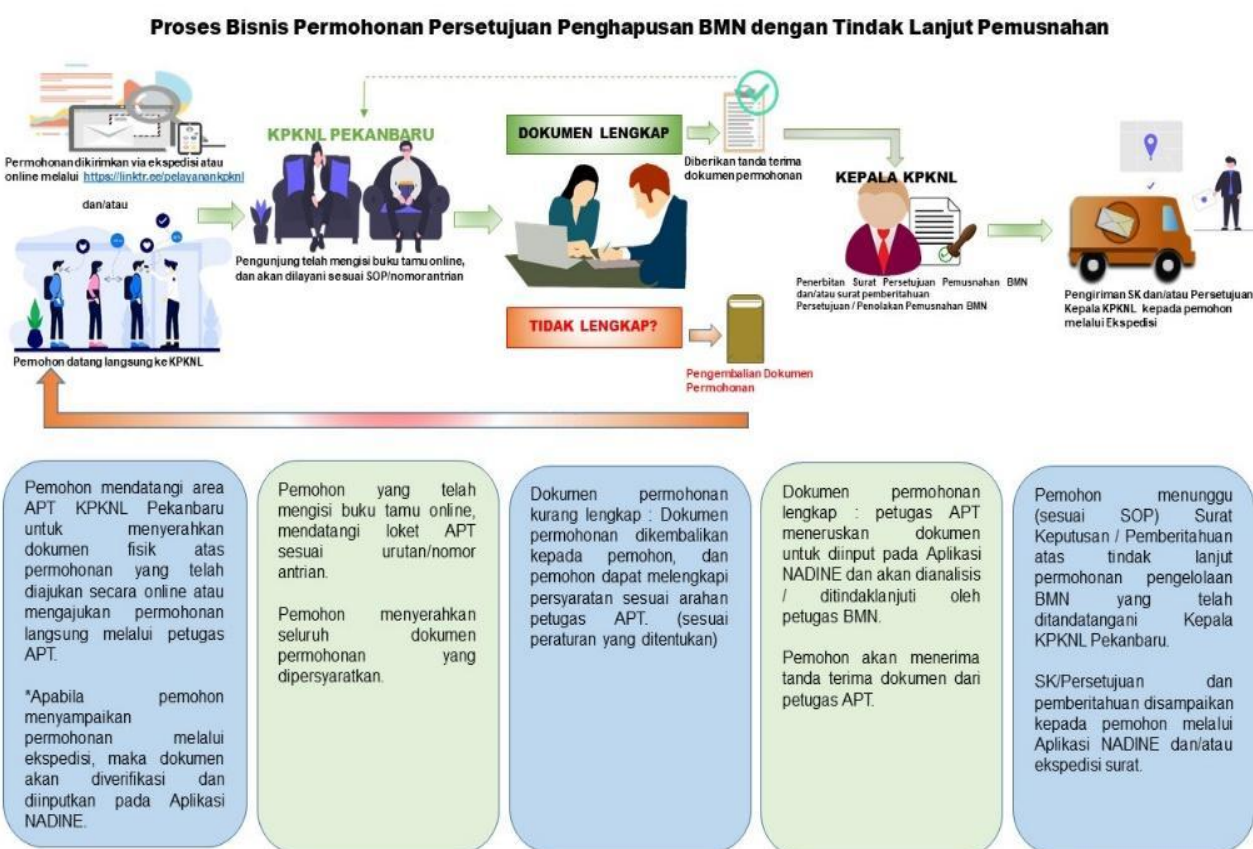 Proses Bisnis Permohonan Persetujuan Penghapusan BMN dengan Tindak Lanjut Pemusnahan
Permohonan dikirimkan via ekspedisi atau
online melalui https://linktr.ee/pelayanankpknl
dan/atau
Pemohon datang langsung ke KPKNL
KPKNL PEKANBARU
Pengunjung telah mengisi buku tamu online,
dan akan dilayani sesuai SOP/nomor antrian
DOKUMEN LENGKAP
Diberikan tanda terima
dokumen permohonan
TIDAK LENGKAP?
Pengembalian Dokumen
Permohonan
KEPALA KPKNL
Penerbitan Surat Persetujuan Pemusnahan BMN
dan/atau surat pemberitahuan
Persetujuan / Penolakan Pemusnahan BMN
Pengiriman SK dan/atau Persetujuan
Kepala KPKNL kepada pemohon
melalui Ekspedisi
Pemohon mendatangi area
APT KPKNL Pekanbaru
untuk menyerahkan
dokumen fisik atas
permohonan yang telah
diajukan secara online atau
mengajukan permohonan
langsung melalui petugas
APT.
*Apabila pemohon
menyampaikan
permohonan melalui
ekspedisi, maka dokumen
akan diverifikasi dan
diinputkan pada Aplikasi
NADINE.
Pemohon yang telah
mengisi buku tamu online,
mendatangi loket APT
sesuai urutan/nomor
antrian.
Pemohon menyerahkan
seluruh dokumen
permohonan yang
dipersyaratkan.
Dokumen permohonan
kurang lengkap : Dokumen
permohonan dikembalikan
kepada pemohon, dan
pemohon dapat melengkapi
persyaratan sesuai arahan
petugas APT. (sesuai
peraturan yang ditentukan)
Dokumen permohonan
lengkap : petugas APT
meneruskan dokumen
untuk diinput pada Aplikasi
NADINE dan akan dianalisis
/ ditindaklanjuti oleh
petugas BMN.
Pemohon akan menerima
tanda terima dokumen dari
petugas APT.
Pemohon menunggu
(sesuai SOP) Surat
Keputusan / Pemberitahuan
atas tindak lanjut
permohonan pengelolaan
BMN yang telah
ditandatangani Kepala
KPKNL Pekanbaru.
SK/Persetujuan dan
pemberitahuan disampaikan
kepada pemohon melalui
Aplikasi NADINE dan/atau
ekspedisi surat.